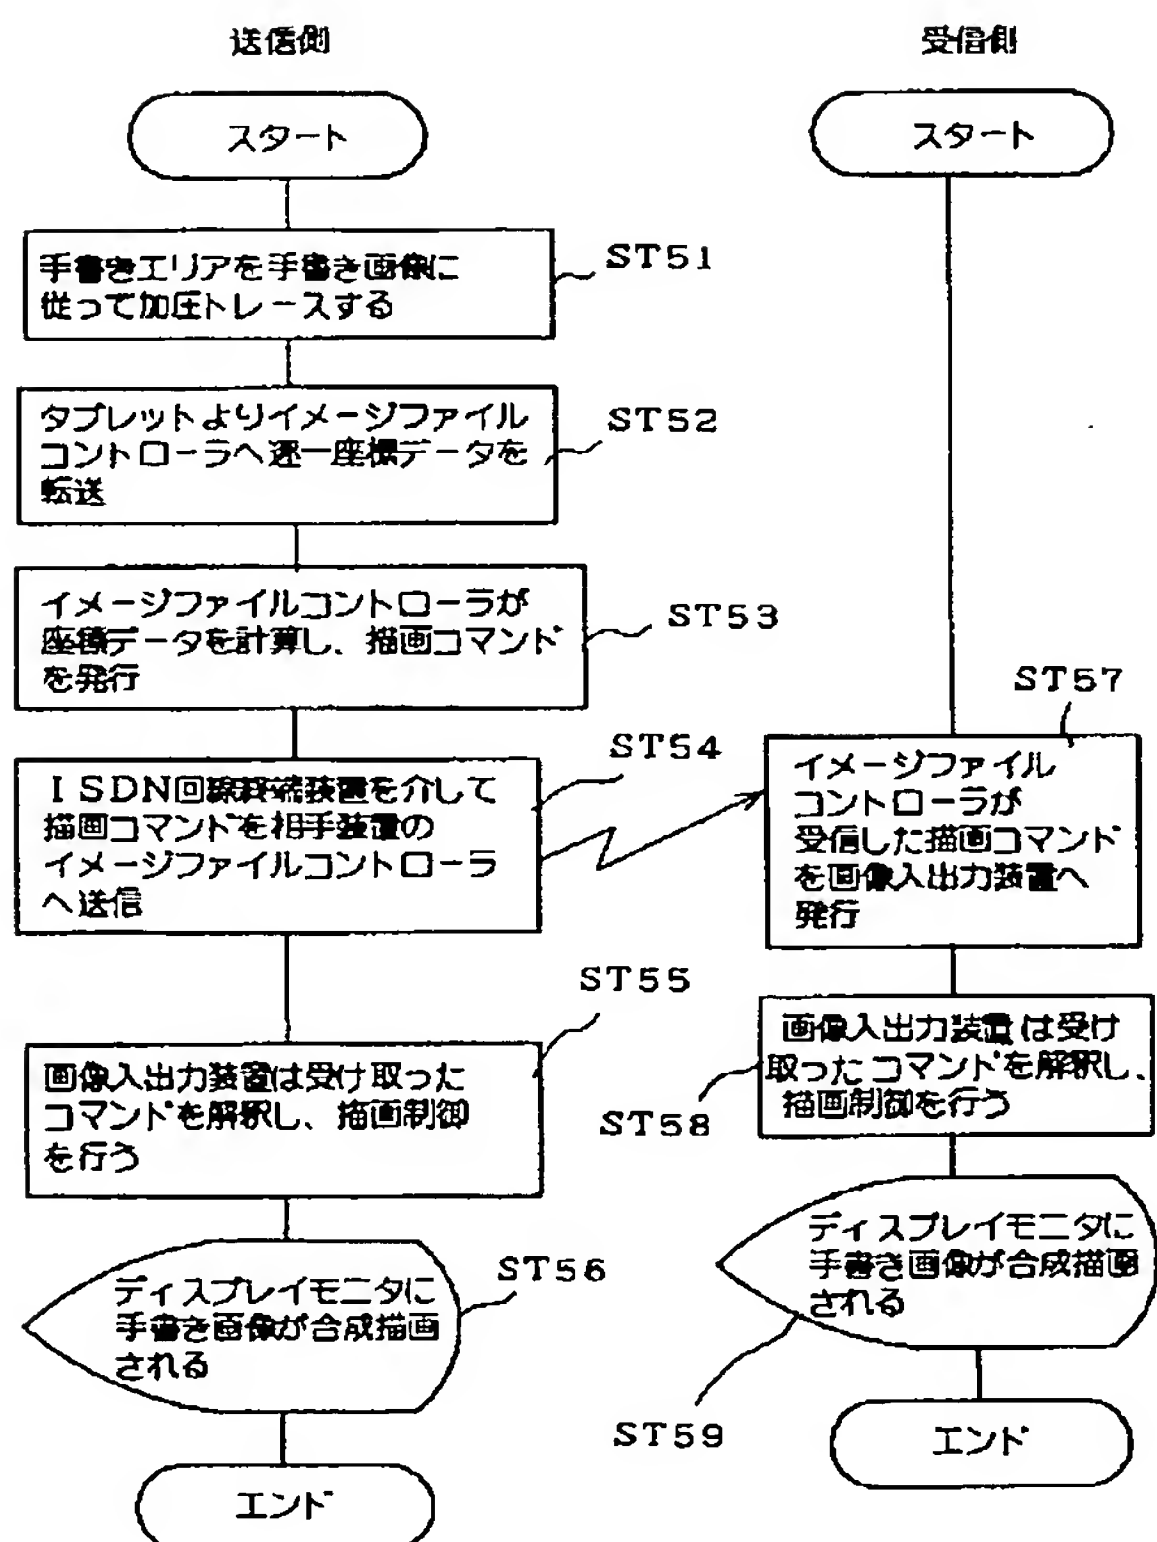 送信側
スタート
手書きエリアを手書き画像に
従って加圧トレースする
ST51
タブレットよりイメージファイル
コントローラへ逐一座標データを
転送
ST52
イメージファイルコントローラが
座標データを計算し、描画コマンド
を発行
ST53
ISDN回線終端装置を介して
描画コマンドを相手装置の
イメージファイルコントローラ
へ送信
ST54
画像入出力装置は受け取った
コマンドを解釈し、描画制御
を行う
ST55
ディスプレイモニタに
手書き画像が合成描画
される
ST56
エンド
受信側
スタート
ST57
イメージファイル
コントローラが
受信した描画コマンド
を画像入出力装置へ
発行
画像入出力装置は受け
取ったコマンドを解釈し、
描画制御を行う
ST58
ディスプレイモニタに
手書き画像が合成描画
される
ST59
エンド